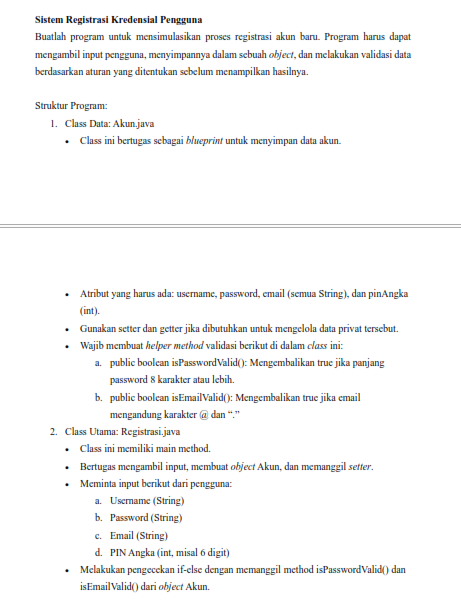 Sistem Registrasi Kredensial Pengguna
Buatlah program untuk mensimulasikan proses registrasi akun baru. Program harus dapat
mengambil input pengguna, menyimpannya dalam sebuah object, dan melakukan validasi data
berdasarkan aturan yang ditentukan sebelum menampilkan hasilnya.
Struktur Program:
1. Class Data: Akun.java
• Class ini bertugas sebagai blueprint untuk menyimpan data akun.
• Atribut yang harus ada: username, password, email (semua String), dan pinAngka
(int).
• Gunakan setter dan getter jika dibutuhkan untuk mengelola data privat tersebut.
• Wajib membuat helper method validasi berikut di dalam class ini:
a. public boolean isPasswordValid(): Mengembalikan true jika panjang
password 8 karakter atau lebih.
b. public boolean isEmailValid(): Mengembalikan true jika email
mengandung karakter @ dan “.”
2. Class Utama: Registrasi.java
• Class ini memiliki main method.
• Bertugas mengambil input, membuat object Akun, dan memanggil setter.
• Meminta input berikut dari pengguna:
a. Username (String)
b. Password (String)
c. Email (String)
d. PIN Angka (int, misal 6 digit)
• Melakukan pengecekan if-else dengan memanggil method isPasswordValid() dan
isEmailValid() dari object Akun.